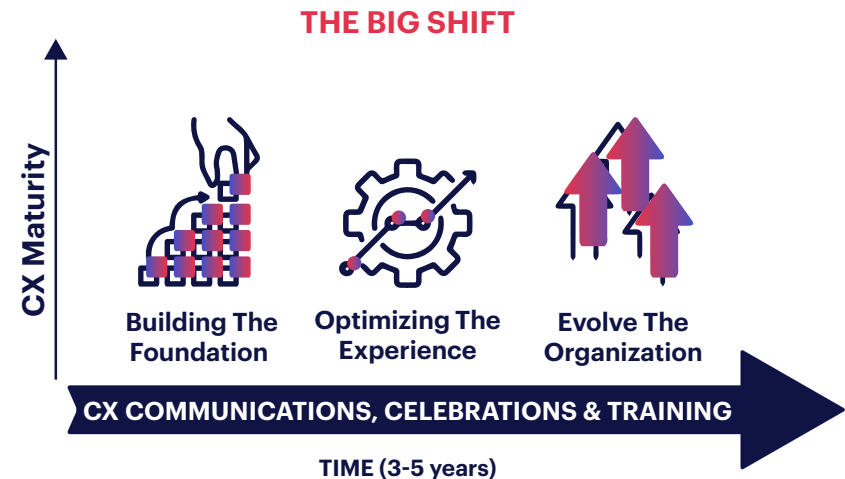 THE BIG SHIFT
CX Maturity
Building The
Foundation
Optimizing The
Experience
Evolve The
Organization
CX COMMUNICATIONS, CELEBRATIONS & TRAINING
TIME (3-5 years)